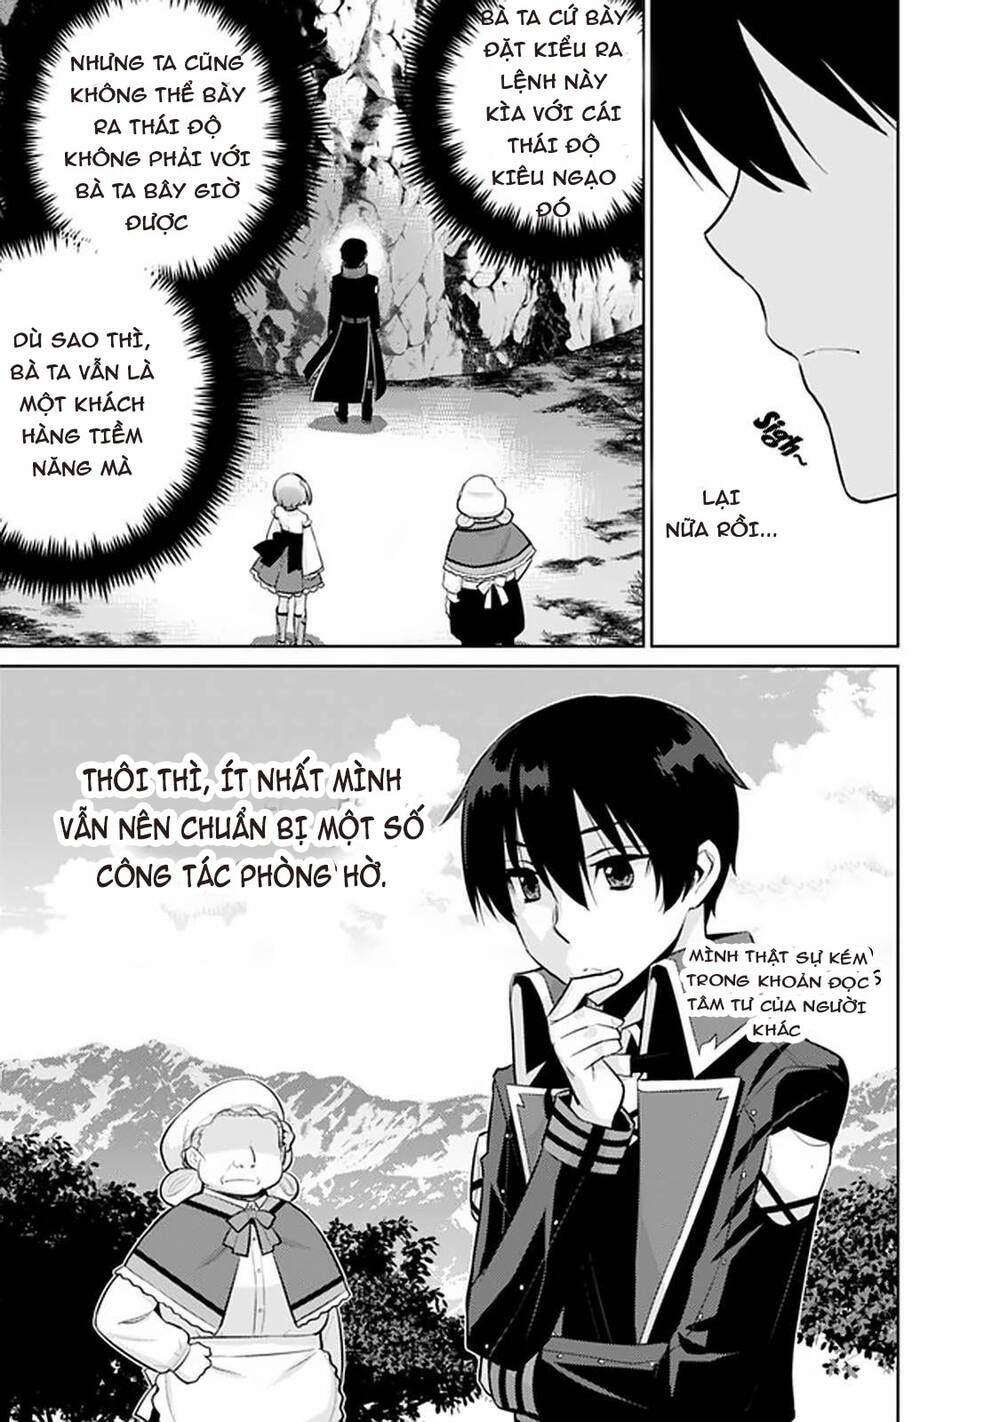 Sigh~
LẠI
NỮA RỒI...
BÀ TA CỨ BÀY
ĐẶT KIỂU RA
LỆNH NÀY
KÌA VỚI CÁI
THÁI ĐỘ
KIÊU NGẠO
ĐÓ
NHƯNG TA CŨNG
KHÔNG THỂ BÀY
RA THÁI ĐỘ
KHÔNG PHẢI VỚI
BÀ TA BÂY GIỜ
ĐƯỢC
DÙ SAO THÌ,
BÀ TA VẪN LÀ
MỘT KHÁCH
HÀNG TIỀM
NĂNG MÀ
THÔI THÌ, ÍT NHẤT MÌNH
VẪN NÊN CHUẨN BỊ MỘT SỐ
CÔNG TÁC PHÒNG HỜ.
MÌNH THẬT SỰ KÉM
TRONG KHOẢN ĐỌC
TÂM TƯ CỦA NGƯỜI
KHÁC